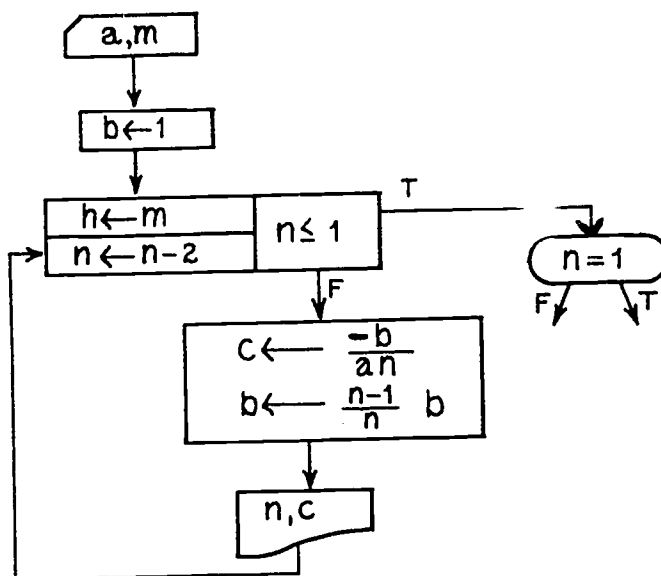 a,m
b←1
h←m
n←n-2
n≤1
T
n=1
F
T
F
c← -b/an
b← n-1/n b
n,c